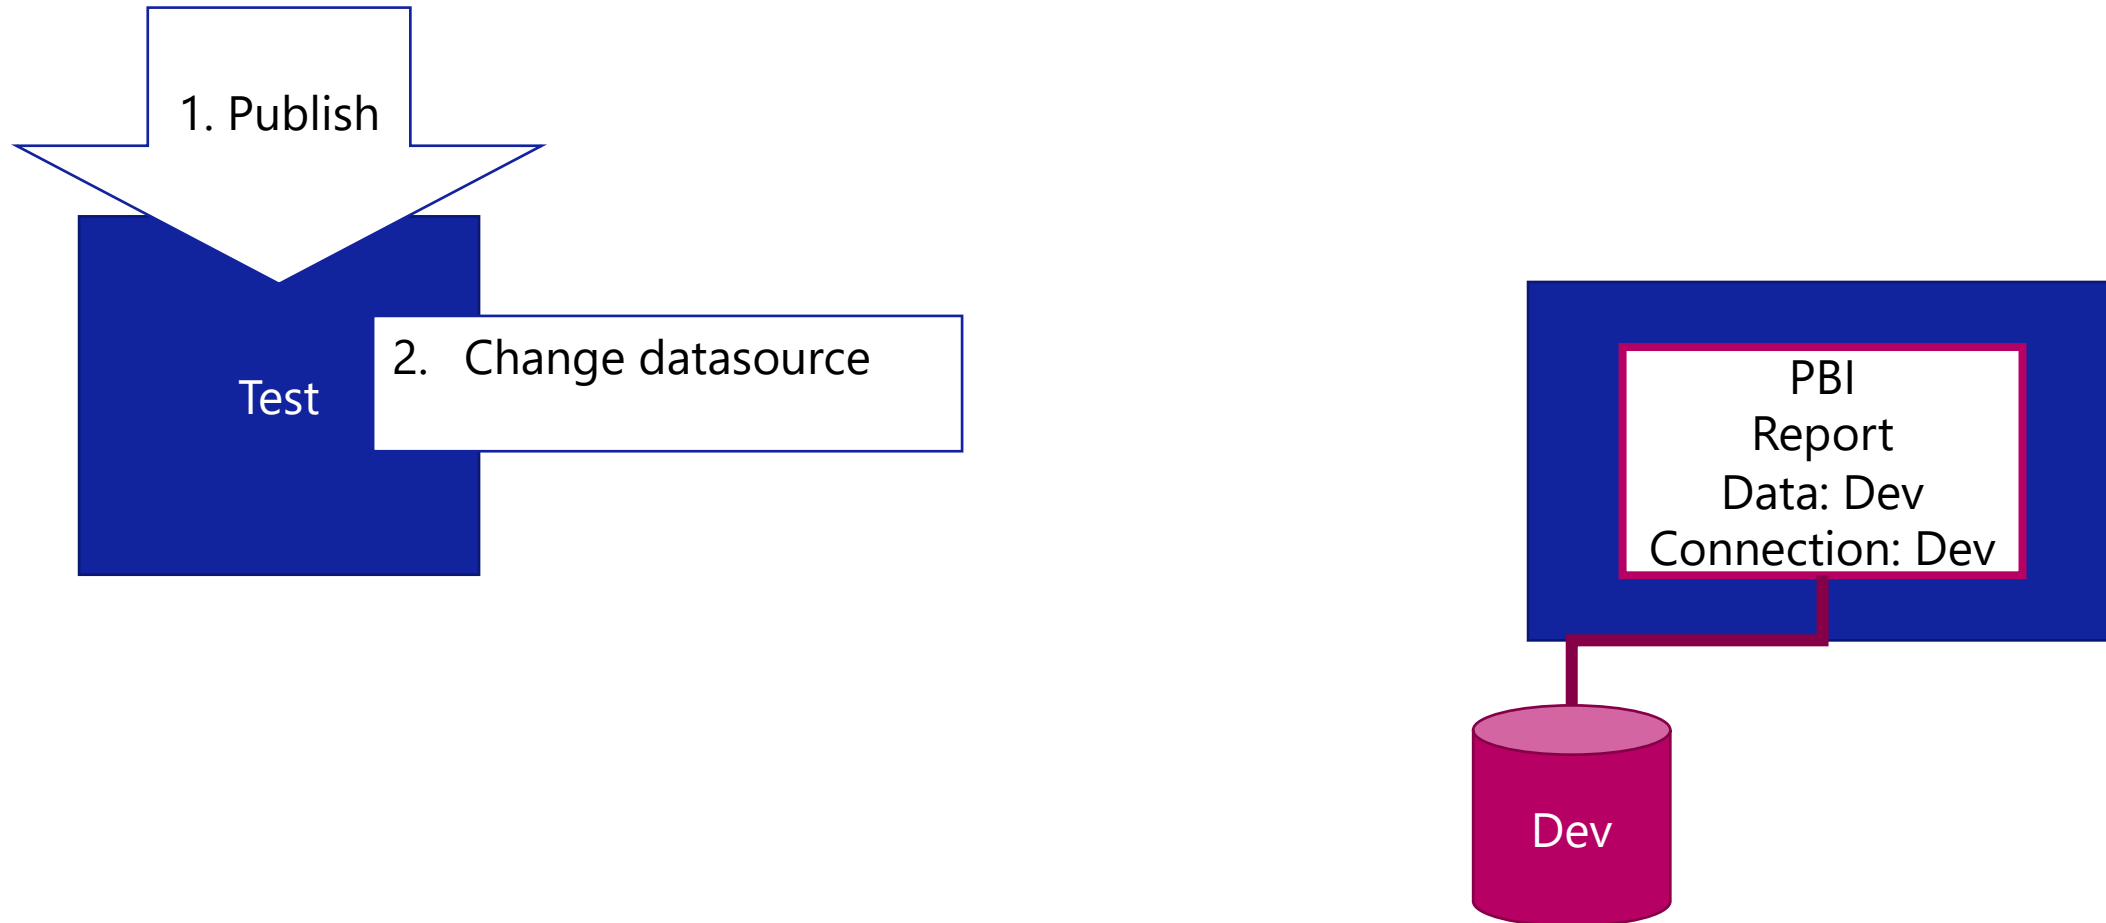 1. Publish
Test
2. Change datasource
PBI
Report
Data: Dev
Connection: Dev
Dev